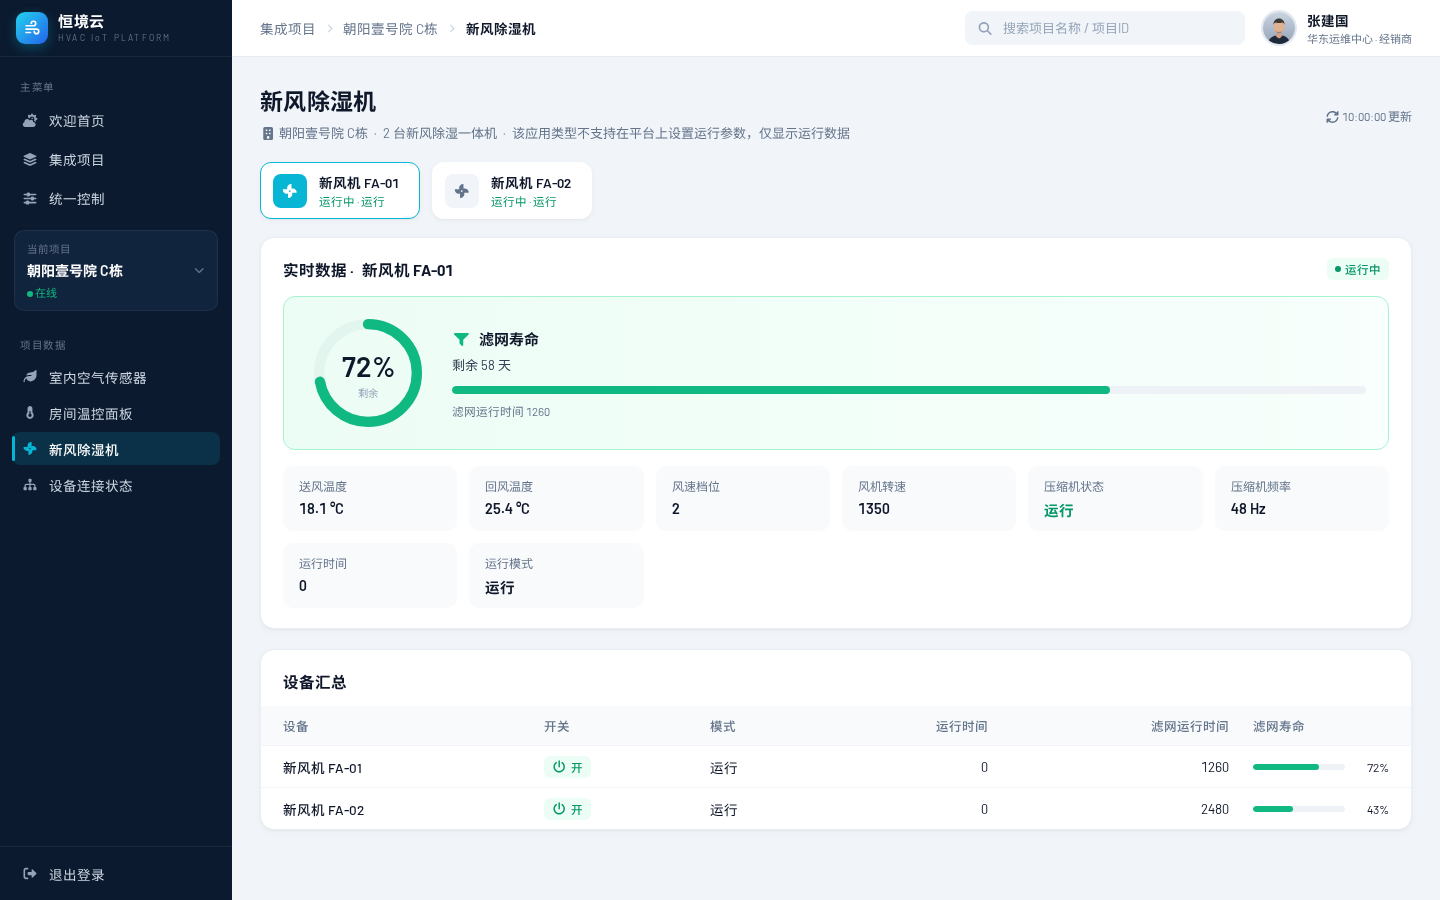 恒境云
HVAC IoT PLATFORM
主菜单
欢迎首页
集成项目
统一控制
当前项目
朝阳壹号院 C栋
在线
项目数据
室内空气传感器
房间温控面板
新风除湿机
设备连接状态
退出登录
集成项目 > 朝阳壹号院 C栋 > 新风除湿机
搜索项目名称 / 项目ID
张建国
华东运维中心 · 经销商
新风除湿机
朝阳壹号院 C栋 · 2 台新风除湿一体机 · 该应用类型不支持在平台上设置运行参数，仅显示运行数据
10:00:00 更新
新风机 FA-01
运行中 · 运行
新风机 FA-02
运行中 · 运行
实时数据 · 新风机 FA-01
运行中
72%
剩余
滤网寿命
剩余 58 天
滤网运行时间 1260
送风温度
18.1 °C
回风温度
25.4 °C
风速档位
2
风机转速
1350
压缩机状态
运行
压缩机频率
48 Hz
运行时间
0
运行模式
运行
设备汇总
设备 开关 模式 运行时间 滤网运行时间 滤网寿命
新风机 FA-01 开 运行 0 1260 72%
新风机 FA-02 开 运行 0 2480 43%